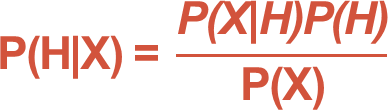 P(H|X) = P(X|H)P(H)
P(X)